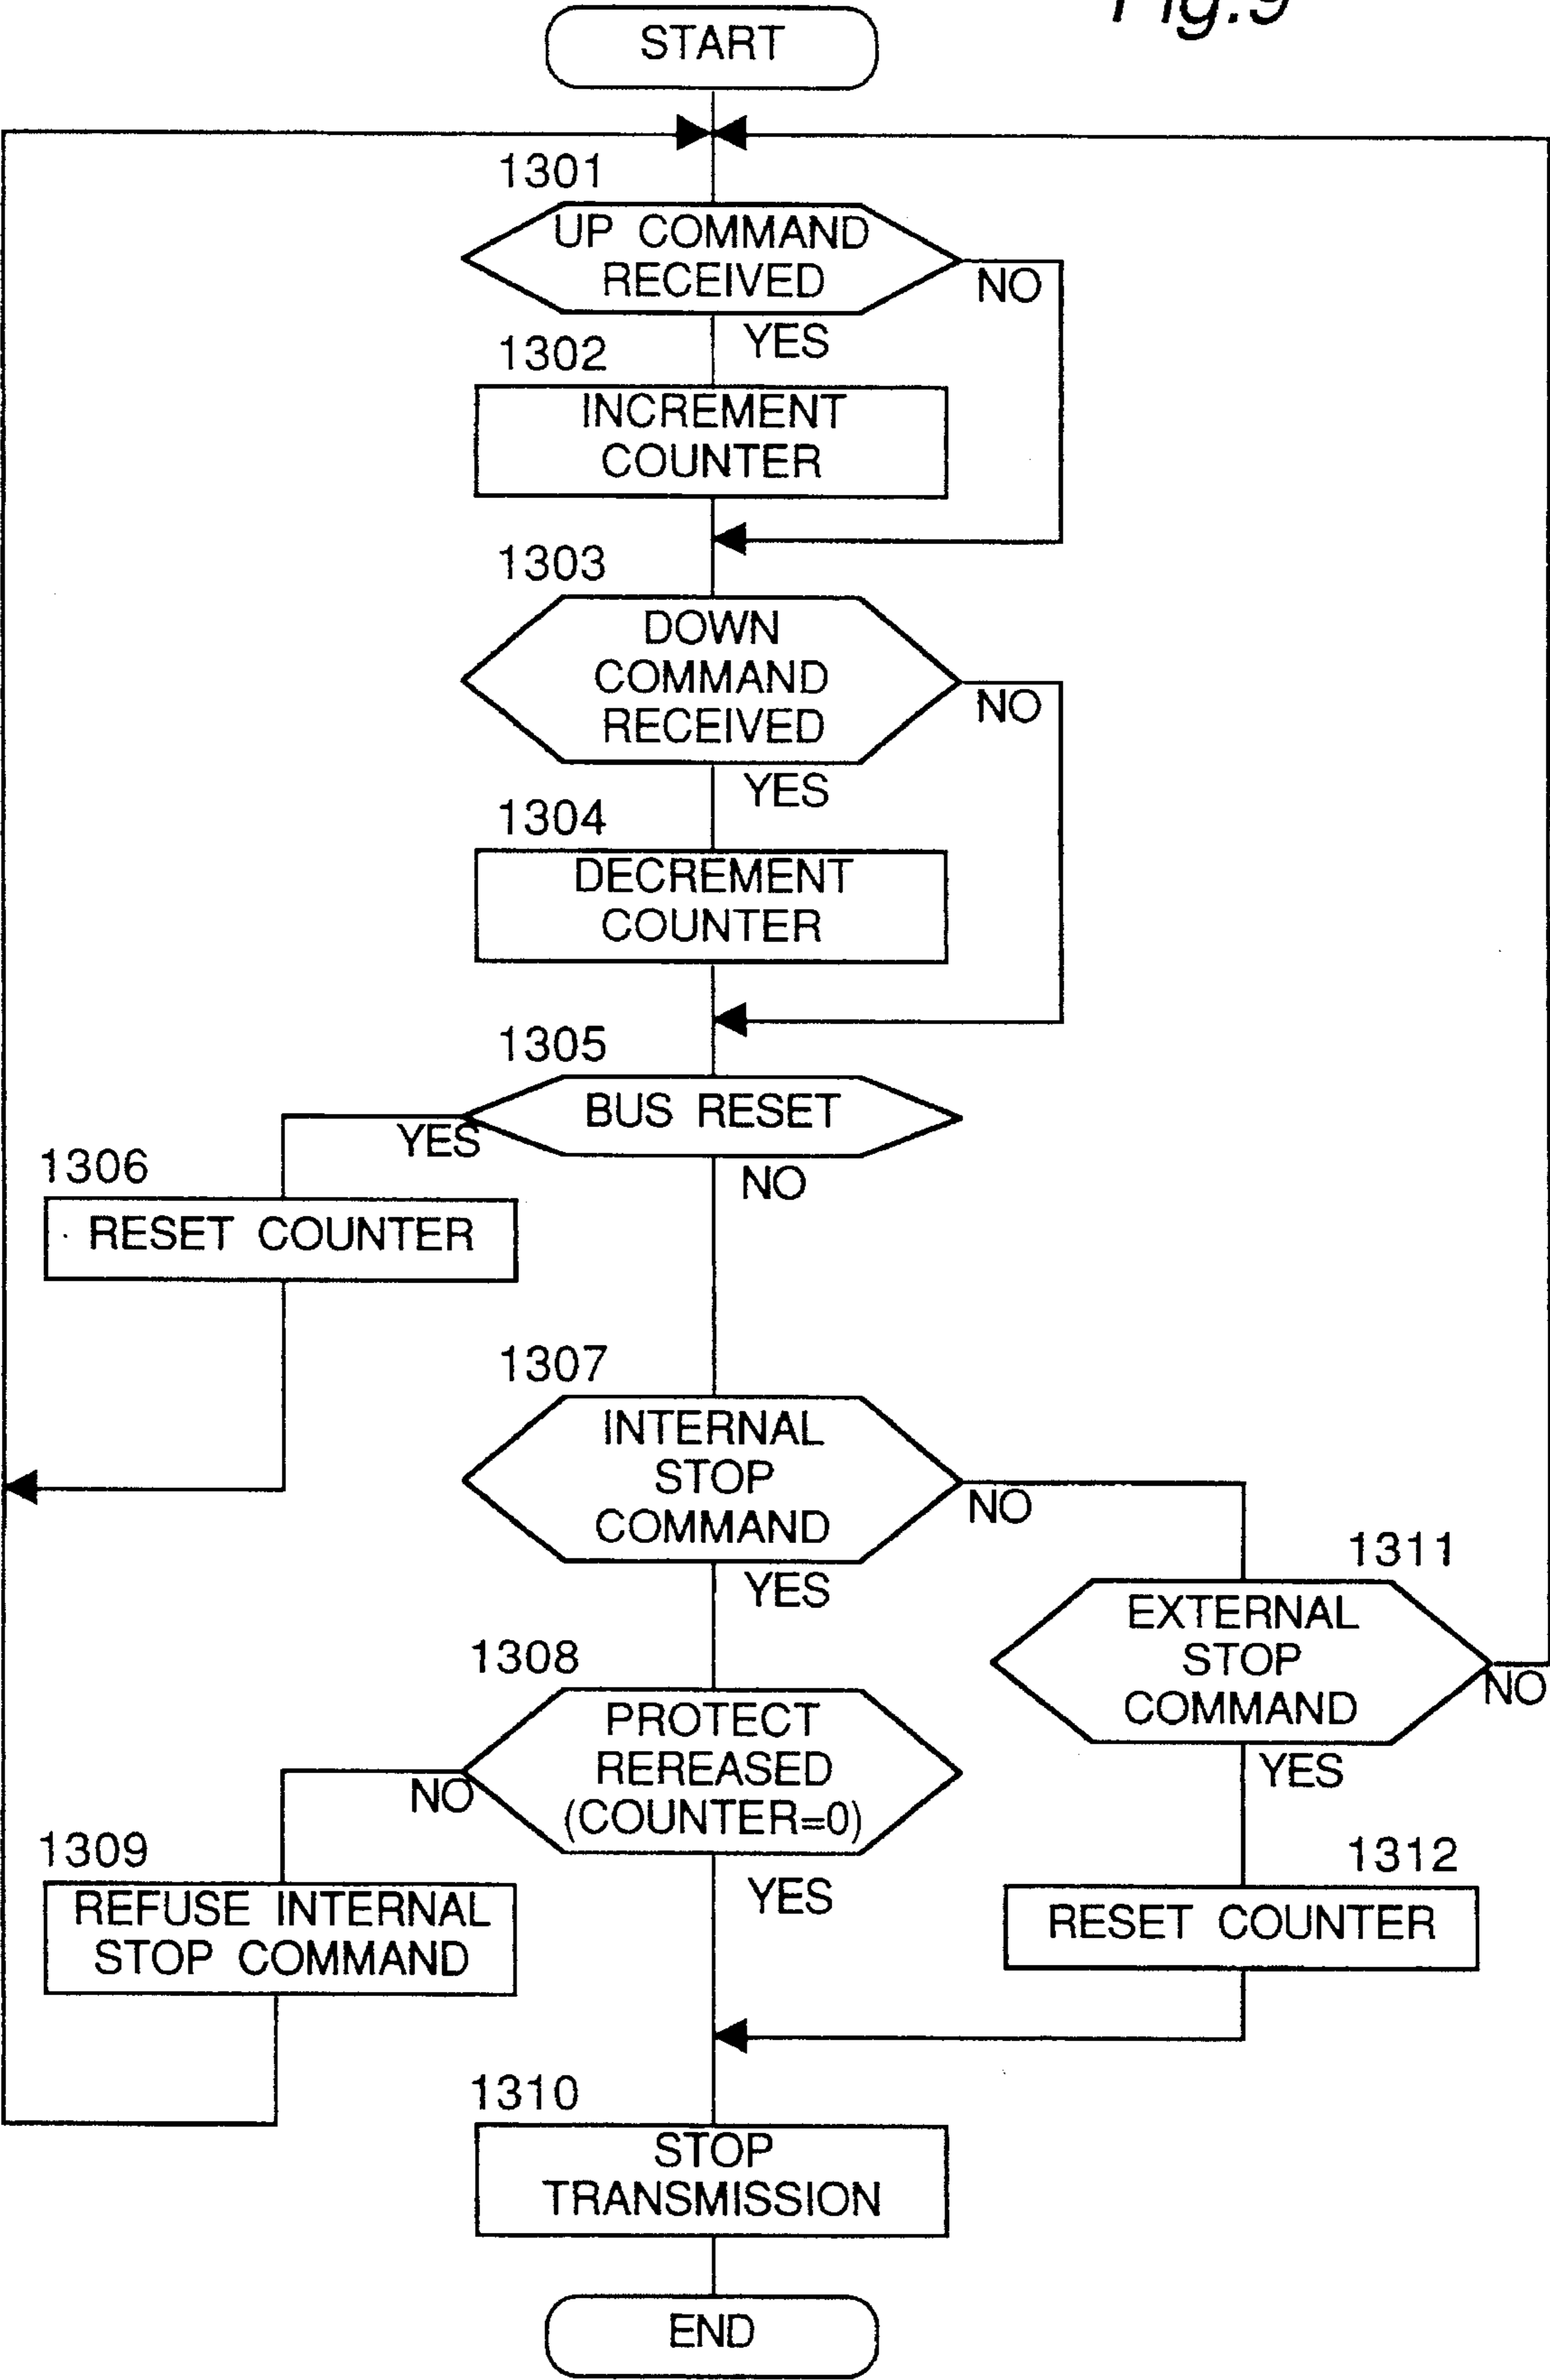 Fig.9
START
1301
UP COMMAND
RECEIVED
NO
YES
1302
INCREMENT
COUNTER
1303
DOWN
COMMAND
RECEIVED
NO
YES
1304
DECREMENT
COUNTER
1305
BUS RESET
YES
NO
1306
RESET COUNTER
1307
INTERNAL
STOP
COMMAND
NO
YES
1311
EXTERNAL
STOP
COMMAND
NO
YES
1308
PROTECT
REREASED
(COUNTER=0)
NO
YES
1309
REFUSE INTERNAL
STOP COMMAND
1312
RESET COUNTER
1310
STOP
TRANSMISSION
END